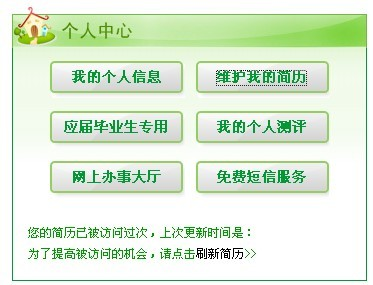 个人中心
我的个人信息 维护我的简历
应届毕业生专用 我的个人测评
网上办事大厅 免费短信服务
您的简历已被访问过次，上次更新时间是：
为了提高被访问的机会，请点击刷新简历>>